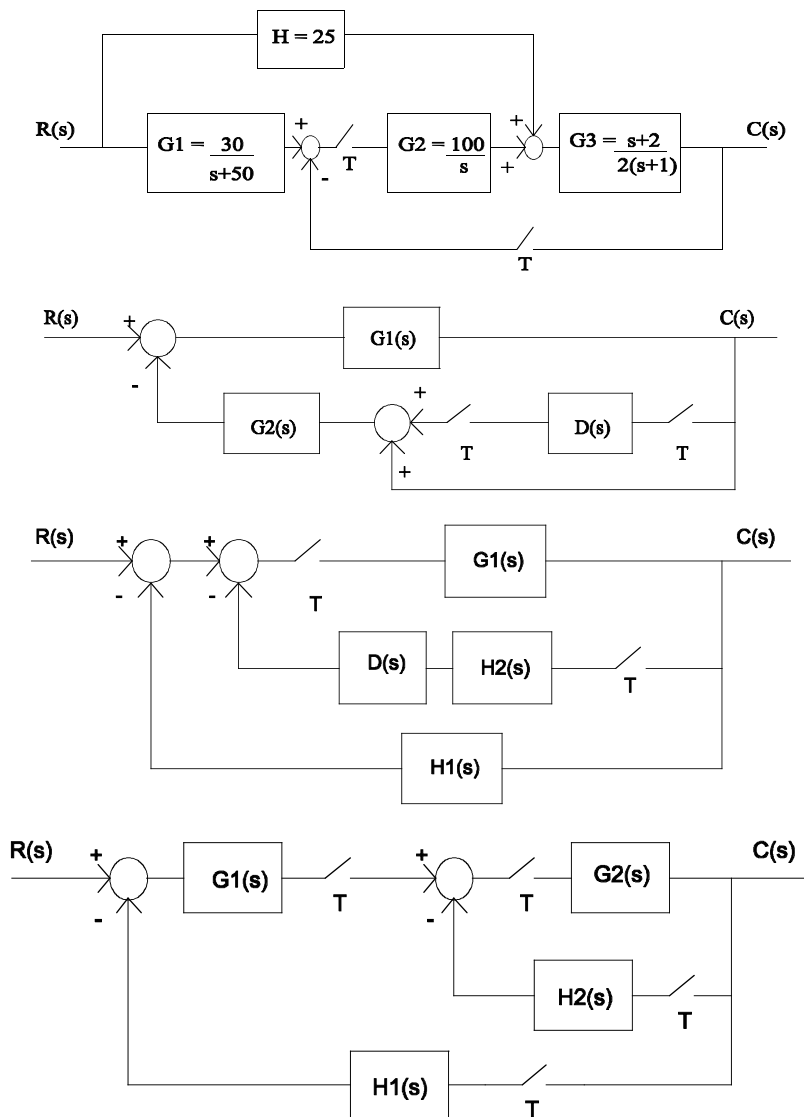 H = 25
R(s)
C(s)
+
+
G1 = 30
s+50
G2 = 100
s
G3 = s+2
2(s+1)
T
-
+
T
R(s)
C(s)
+
G1(s)
-
+
G2(s)
D(s)
T
T
+
R(s)
C(s)
+
+
G1(s)
-
-
T
D(s)
H2(s)
T
H1(s)
R(s)
C(s)
+
+
G1(s)
G2(s)
T
T
-
-
H2(s)
T
H1(s)
T